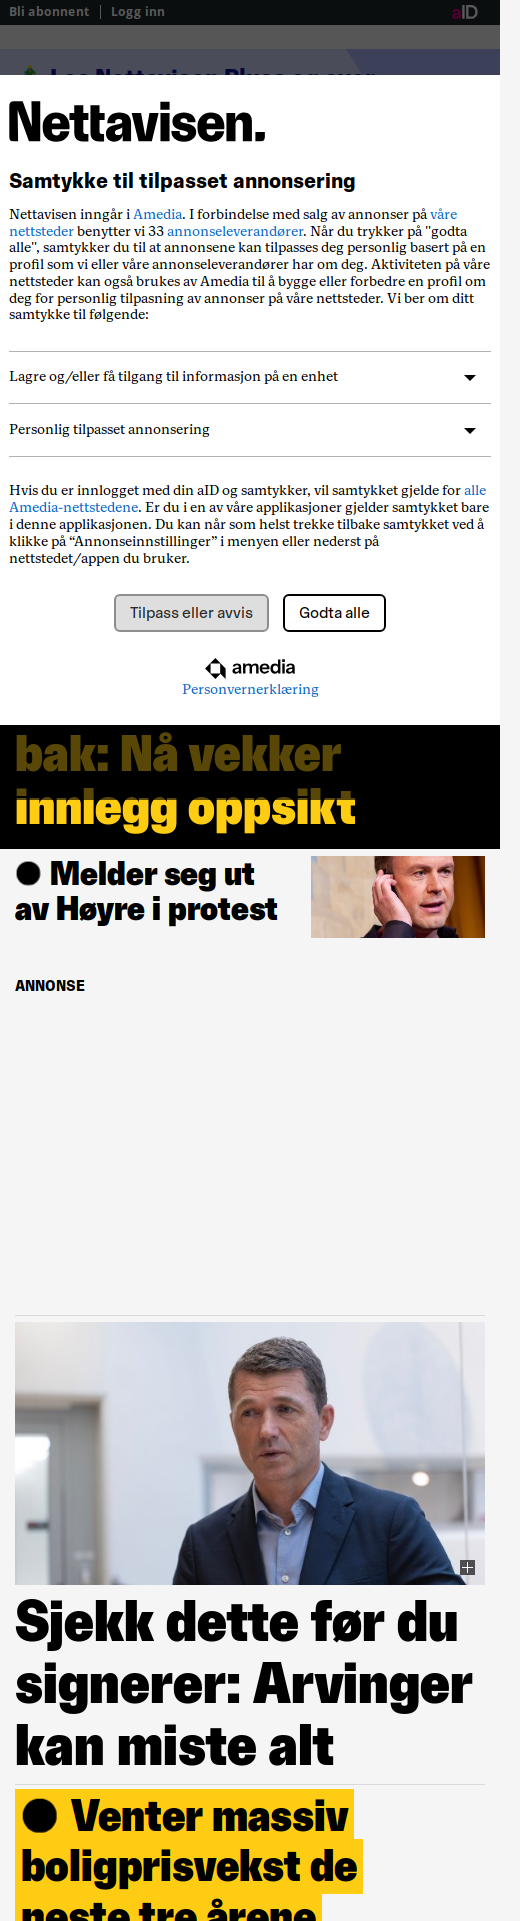 Bli abonnent
Logg inn
aID
Nettavisen.
Samtykke til tilpasset annonsering
Nettavisen inngår i Amedia. I forbindelse med salg av annonser på våre
nettsteder benytter vi 33 annonseleverandører. Når du trykker på "godta
alle", samtykker du til at annonsene kan tilpasses deg personlig basert på en
profil som vi eller våre annonseleverandører har om deg. Aktiviteten på våre
nettsteder kan også brukes av Amedia til å bygge eller forbedre en profil om
deg for personlig tilpasning av annonser på våre nettsteder. Vi ber om ditt
samtykke til følgende:
Lagre og/eller få tilgang til informasjon på en enhet
Personlig tilpasset annonsering
Hvis du er innlogget med din aID og samtykker, vil samtykket gjelde for alle
Amedia-nettstedene. Er du i en av våre applikasjoner gjelder samtykket bare
i denne applikasjonen. Du kan når som helst trekke tilbake samtykket ved å
klikke på “Annonseinnstillinger” i menyen eller nederst på
nettstedet/appen du bruker.
Tilpass eller avvis
Godta alle
amedia
Personvernerklæring
bak: Nå vekker
innlegg oppsikt
Melder seg ut
av Høyre i protest
ANNONSE
Sjekk dette før du
signerer: Arvinger
kan miste alt
Venter massiv
boligprisvekst de
neste tre årene